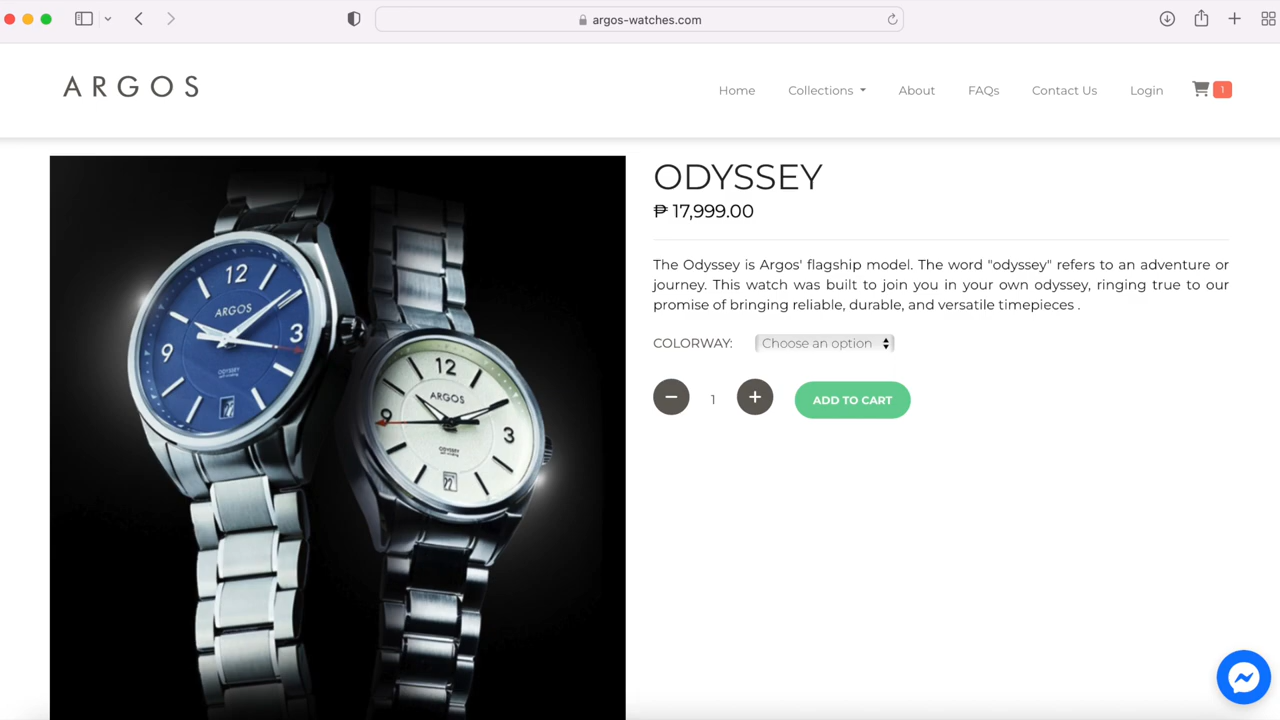 argos-watches.com
ARGOS
Home
Collections
About
FAQs
Contact Us
Login
1
ODYSSEY
₱ 17,999.00
The Odyssey is Argos' flagship model. The word "odyssey" refers to an adventure or
journey. This watch was built to join you in your own odyssey, ringing true to our
promise of bringing reliable, durable, and versatile timepieces .
COLORWAY: Choose an option
− 1 +
ADD TO CART
12
ARGOS
3
9
ODYSSEY
12
ARGOS
9
3
ODYSSEY